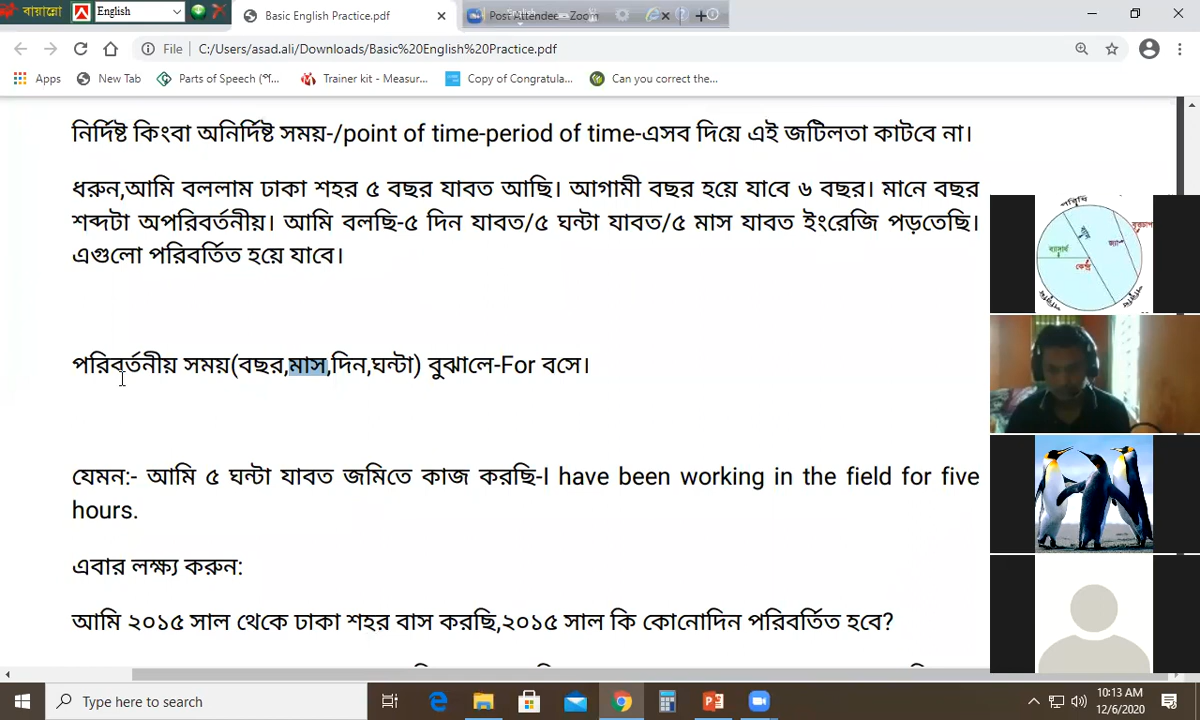 বায়ান্নো English Basic English Practice.pdf Post Attendee - Zoom
File C:/Users/asad.ali/Downloads/Basic%20English%20Practice.pdf
Apps New Tab Parts of Speech (প... Trainer kit - Measur... Copy of Congratula... Can you correct the...
নির্দিষ্ট কিংবা অনির্দিষ্ট সময়-/point of time-period of time-এসব দিয়ে এই জটিলতা কাটবে না।
ধরুন,আমি বললাম ঢাকা শহর ৫ বছর যাবত আছি। আগামী বছর হয়ে যাবে ৬ বছর। মানে বছর
শব্দটা অপরিবর্তনীয়। আমি বলছি-৫ দিন যাবত/৫ ঘন্টা যাবত/৫ মাস যাবত ইংরেজি পড়তেছি।
এগুলো পরিবর্তিত হয়ে যাবে।
পরিবর্তনীয় সময়(বছর,মাস,দিন,ঘন্টা) বুঝালে-For বসে।
যেমন:- আমি ৫ ঘন্টা যাবত জমিতে কাজ করছি-I have been working in the field for five
hours.
এবার লক্ষ্য করুন:
আমি ২০১৫ সাল থেকে ঢাকা শহর বাস করছি,২০১৫ সাল কি কোনোদিন পরিবর্তিত হবে?
পরিধি
ব্যাস
বৃত্তচাপ
জ্যা
ব্যাসার্ধ
কেন্দ্র
পরিধি
পরিধি
Type here to search
10:13 AM
12/6/2020